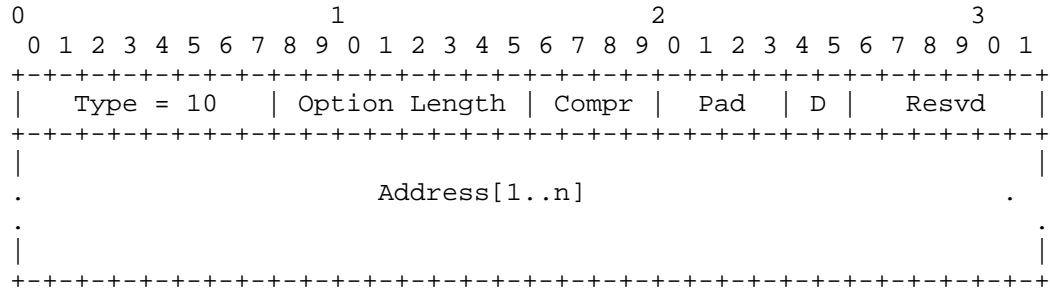 0                   1                   2                   3
 0 1 2 3 4 5 6 7 8 9 0 1 2 3 4 5 6 7 8 9 0 1 2 3 4 5 6 7 8 9 0 1
+-+-+-+-+-+-+-+-+-+-+-+-+-+-+-+-+-+-+-+-+-+-+-+-+-+-+-+-+-+-+-+-+
|   Type = 10   | Option Length | Compr |  Pad  | D |   Resvd   |
+-+-+-+-+-+-+-+-+-+-+-+-+-+-+-+-+-+-+-+-+-+-+-+-+-+-+-+-+-+-+-+-+
|                                                               |
.                      Address[1..n]                          .
.                                                               .
|                                                               |
+-+-+-+-+-+-+-+-+-+-+-+-+-+-+-+-+-+-+-+-+-+-+-+-+-+-+-+-+-+-+-+-+